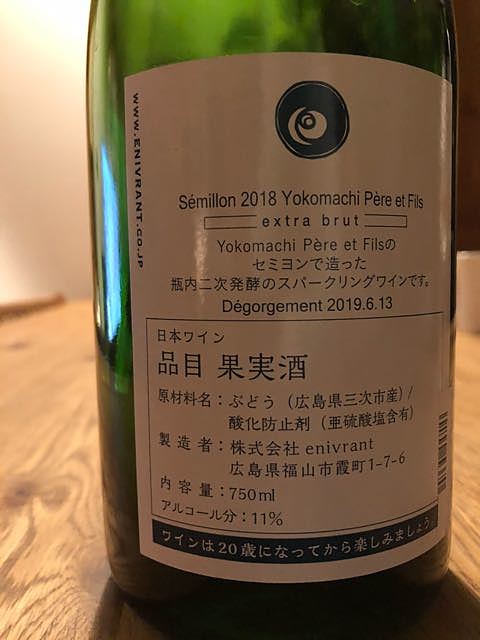 WWW.ENIVRANT.CO.JP
Sémillon 2018 Yokomachi Père et Fils
extra brut
Yokomachi Père et Filsの
セミヨンで造った
瓶内二次発酵のスパークリングワインです。
Dégorgement 2019.6.13
日本ワイン
品目 果実酒
原材料名：ぶどう（広島県三次市産）/
酸化防止剤（亜硫酸塩含有）
製造者：株式会社 enivrant
広島県福山市霞町1-7-6
内容量：750ml
アルコール分：11%
ワインは20歳になってから楽しみましょう。